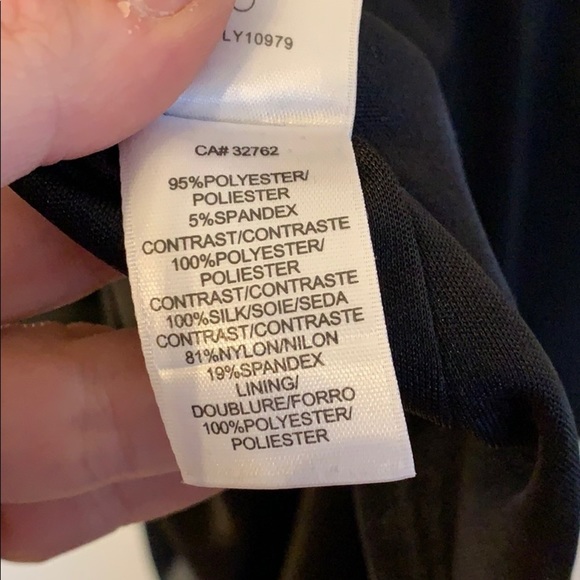 LY10979
CA# 32762
95%POLYESTER/
POLIESTER
5%SPANDEX
CONTRAST/CONTRASTE
100%POLYESTER/
POLIESTER
CONTRAST/CONTRASTE
100%SILK/SOIE/SEDA
CONTRAST/CONTRASTE
81%NYLON/NILON
19%SPANDEX
LINING/
DOUBLURE/FORRO
100%POLYESTER/
POLIESTER